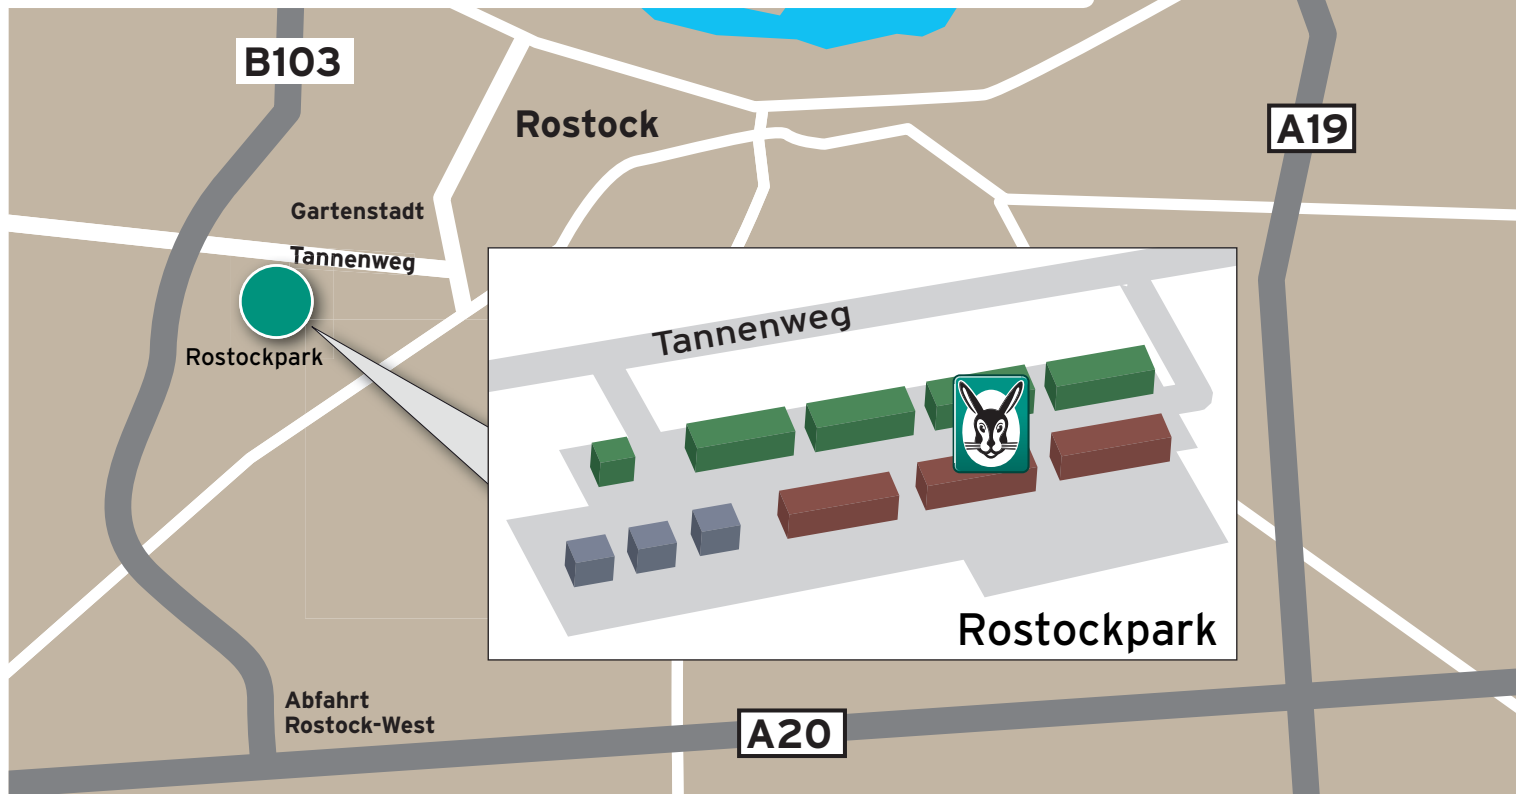 B103
Rostock
A19
Gartenstadt
Tannenweg
Rostockpark
Tannenweg
Rostockpark
Abfahrt
Rostock-West
A20